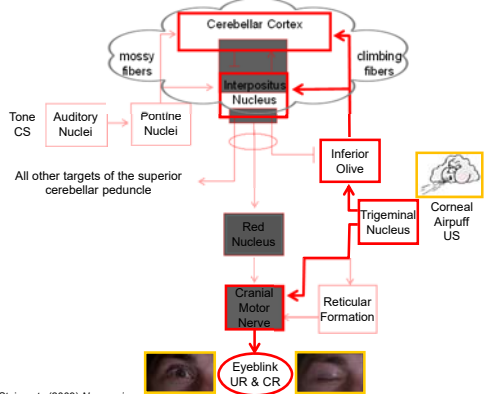 Cerebellar Cortex
mossy
fibers
climbing
fibers
Interpositus
Nucleus
Tone
CS
Auditory
Nuclei
Pontine
Nuclei
Inferior
Olive
All other targets of the superior
cerebellar peduncle
Trigeminal
Nucleus
Corneal
Airpuff
US
Red
Nucleus
Cranial
Motor
Nerve
Reticular
Formation
Eyeblink
UR & CR